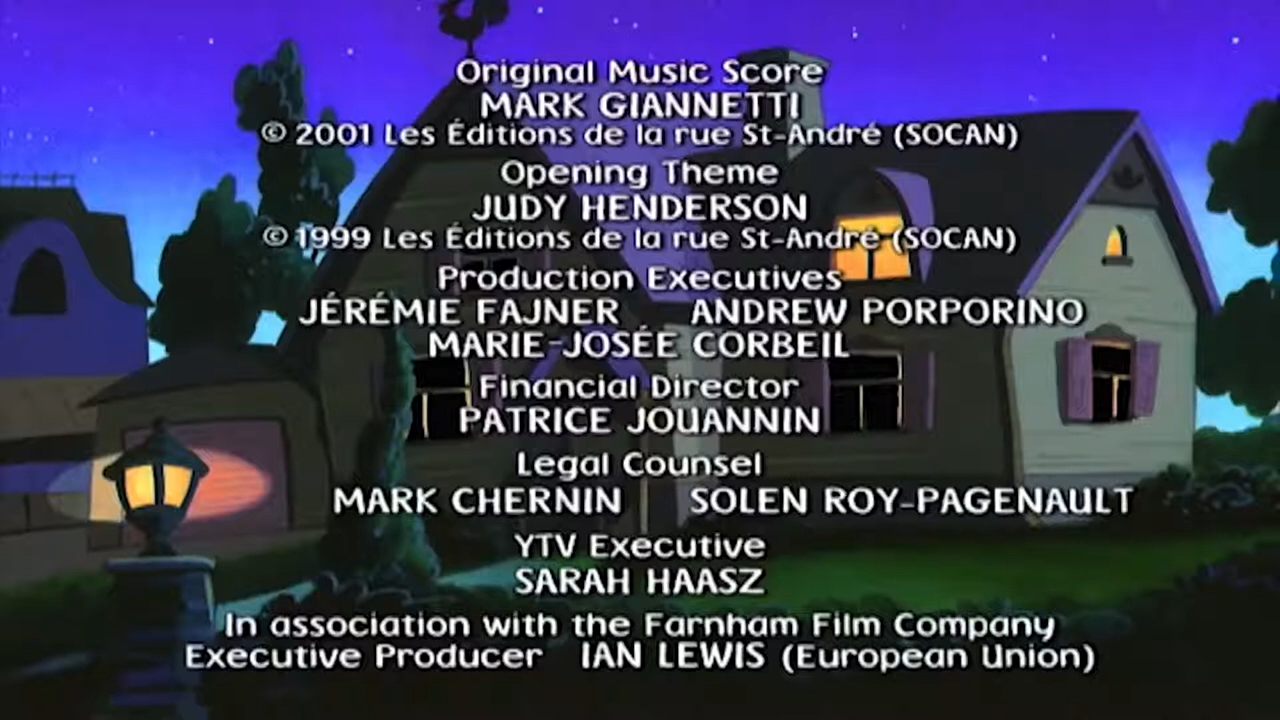 Original Music Score
MARK GIANNETTI
© 2001 Les Éditions de la rue St-André (SOCAN)
Opening Theme
JUDY HENDERSON
© 1999 Les Éditions de la rue St-André (SOCAN)
Production Executives
JÉRÉMIE FAJNER ANDREW PORPORINO
MARIE-JOSÉE CORBEIL
Financial Director
PATRICE JOUANNIN
Legal Counsel
MARK CHERNIN SOLEN ROY-PAGENAULT
YTV Executive
SARAH HAASZ
In association with the Farnham Film Company
Executive Producer IAN LEWIS (European Union)